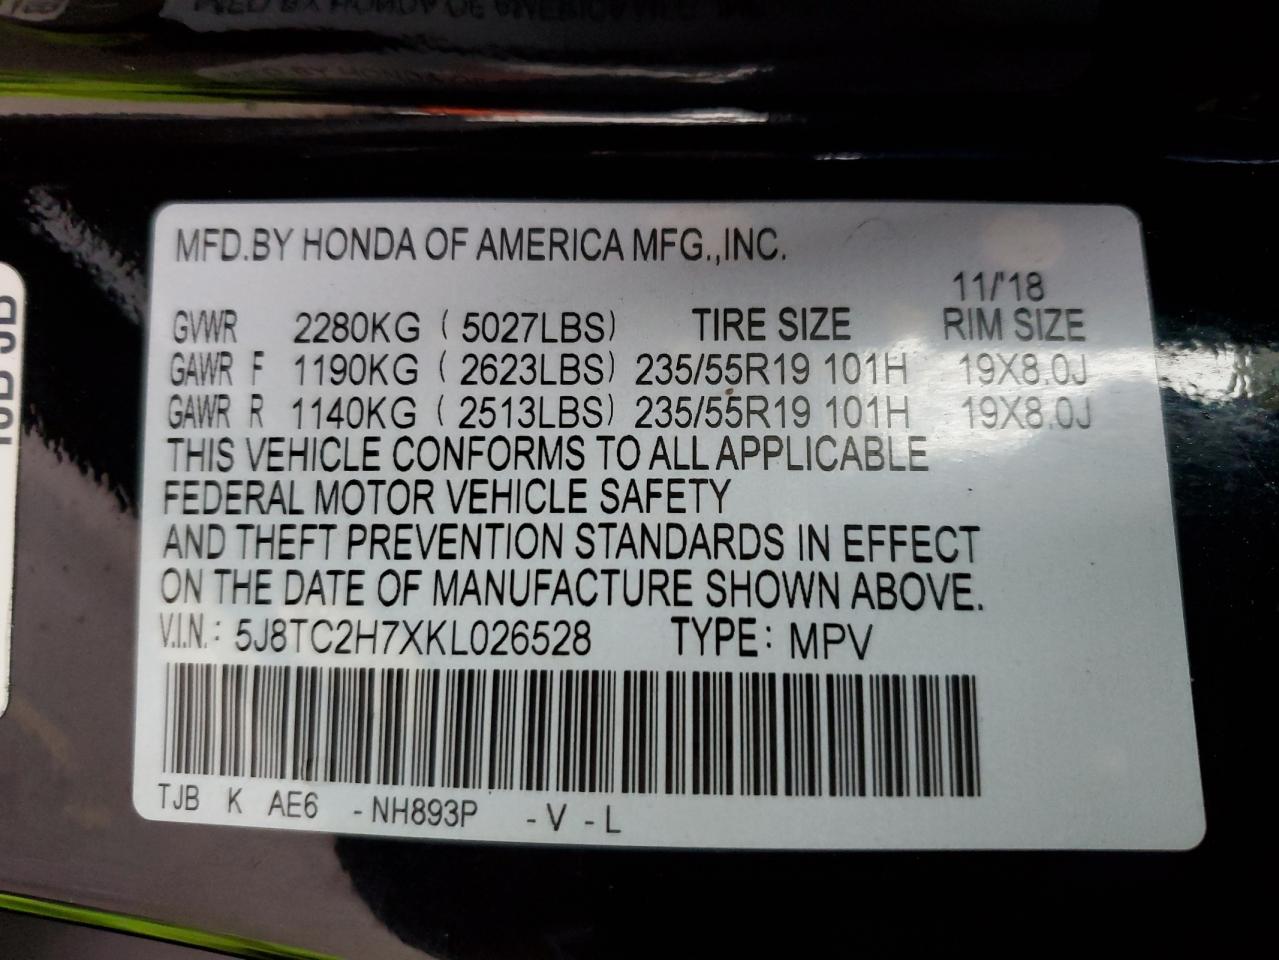 MFD.BY HONDA OF AMERICA MFG.,INC.
11/'18
GVWR 2280KG ( 5027LBS) TIRE SIZE RIM SIZE
GAWR F 1190KG ( 2623LBS) 235/55R19 101H 19X8.0J
GAWR R 1140KG ( 2513LBS) 235/55R19 101H 19X8.0J
THIS VEHICLE CONFORMS TO ALL APPLICABLE
FEDERAL MOTOR VEHICLE SAFETY
AND THEFT PREVENTION STANDARDS IN EFFECT
ON THE DATE OF MANUFACTURE SHOWN ABOVE.
V.I.N.: 5J8TC2H7XKL026528 TYPE: MPV
TJB K AE6 -NH893P -V -L